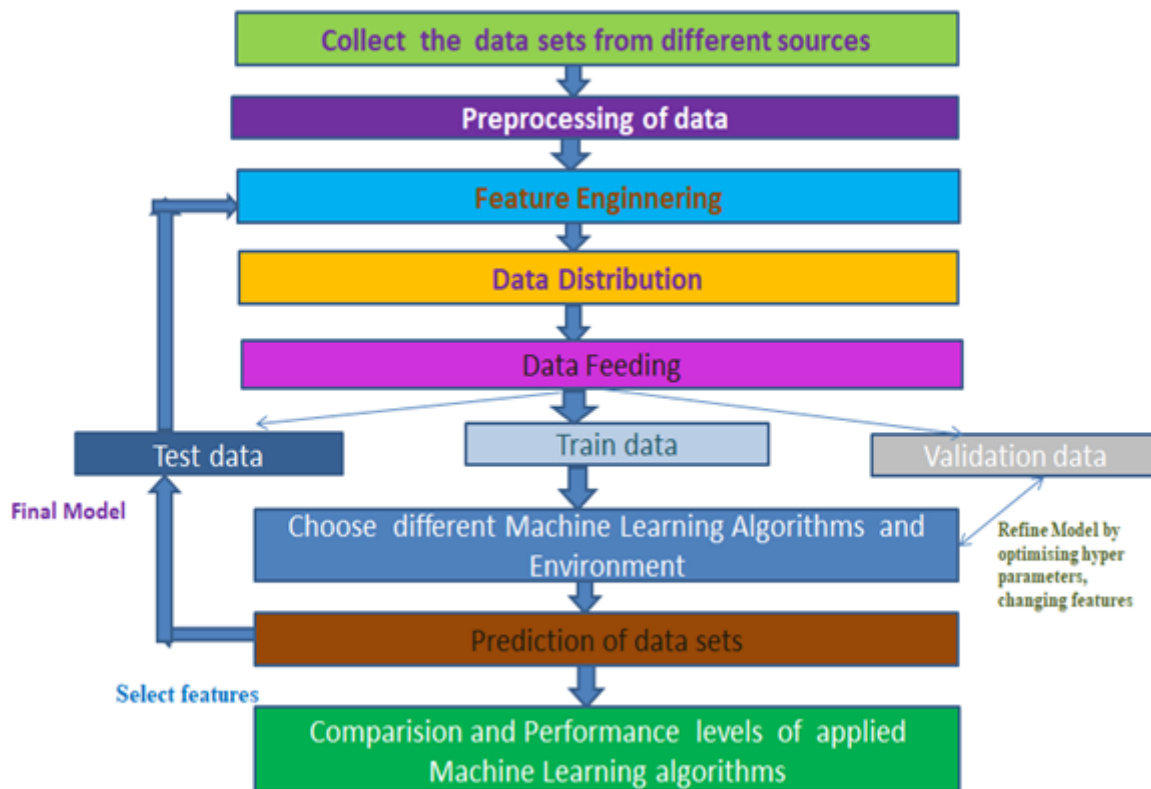 Collect the data sets from different sources
Preprocessing of data
Feature Enginnering
Data Distribution
Data Feeding
Test data
Train data
Validation data
Final Model
Choose different Machine Learning Algorithms and
Environment
Refine Model by
optimising hyper
parameters,
changing features
Prediction of data sets
Select features
Comparision and Performance levels of applied
Machine Learning algorithms